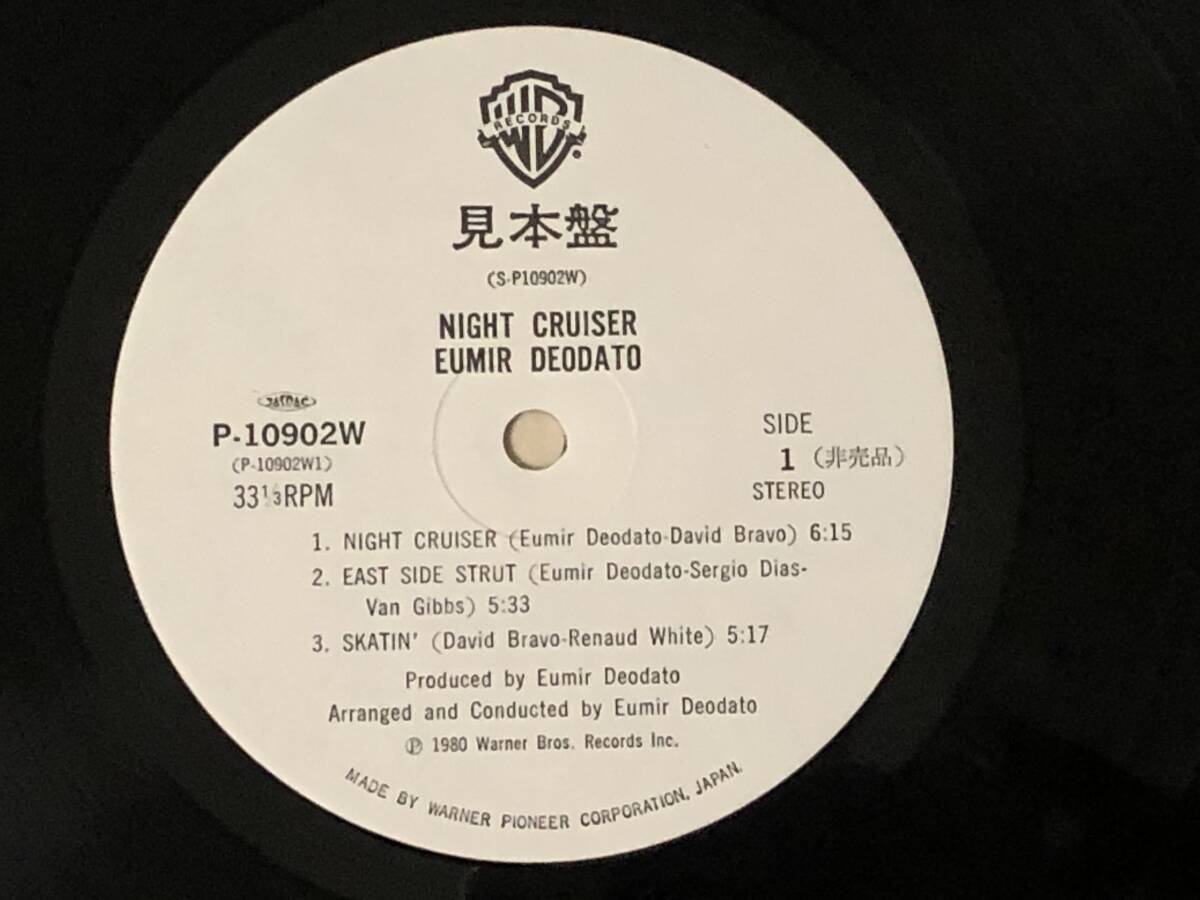 RECORDS
見本盤
(S-P10902W)
NIGHT CRUISER
EUMIR DEODATO
JASRAC
P-10902W
(P-10902W1)
33⅓RPM
SIDE
1 (非売品)
STEREO
1. NIGHT CRUISER (Eumir Deodato-David Bravo) 6:15
2. EAST SIDE STRUT (Eumir Deodato-Sergio Dias-
Van Gibbs) 5:33
3. SKATIN' (David Bravo-Renaud White) 5:17
Produced by Eumir Deodato
Arranged and Conducted by Eumir Deodato
℗ 1980 Warner Bros. Records Inc.
MADE BY WARNER PIONEER CORPORATION, JAPAN.